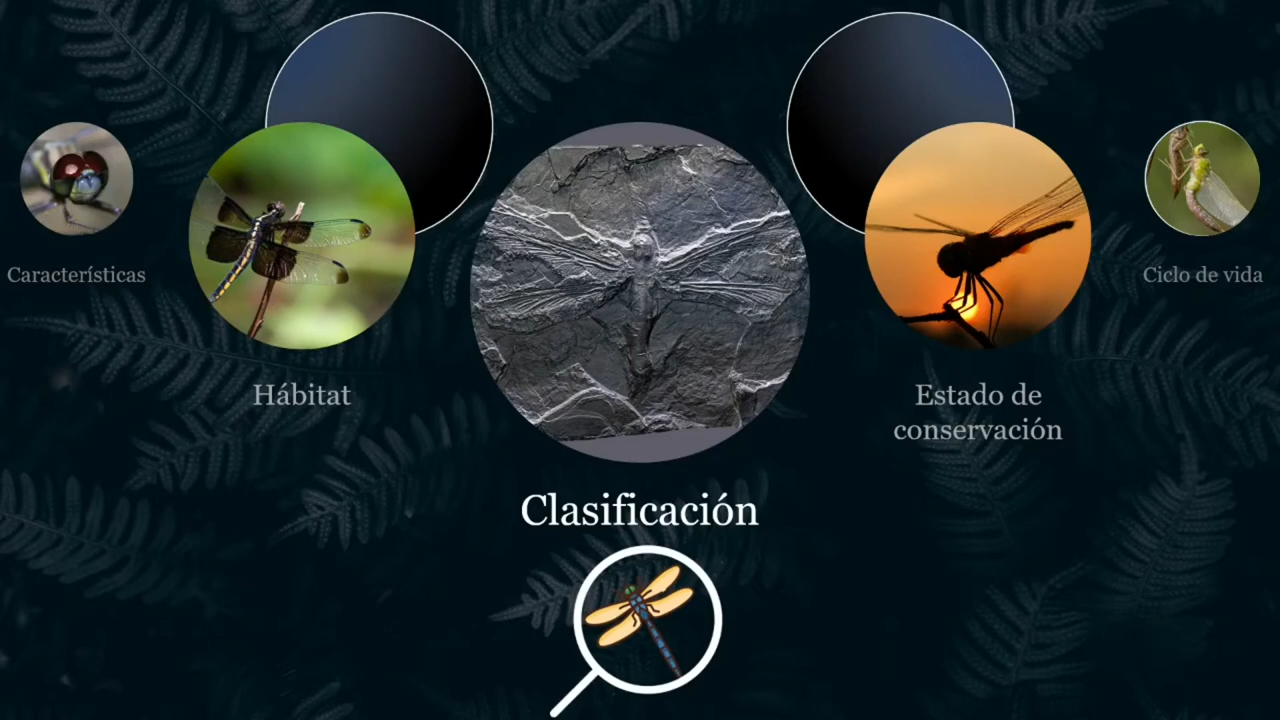 Características
Hábitat
Clasificación
Estado de
conservación
Ciclo de vida